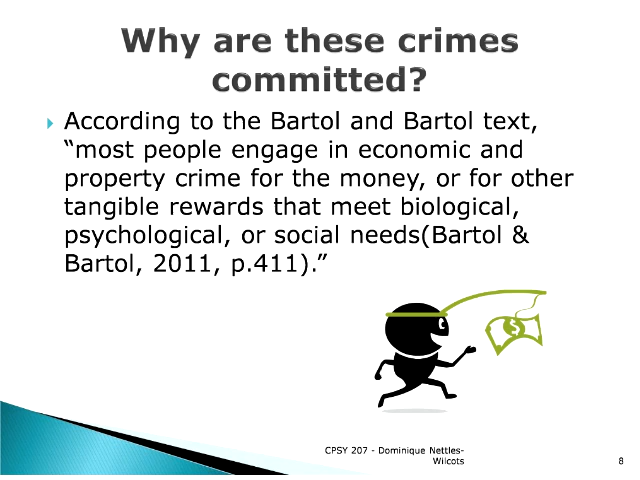 Why are these crimes
committed?
According to the Bartol and Bartol text,
“most people engage in economic and
property crime for the money, or for other
tangible rewards that meet biological,
psychological, or social needs(Bartol &
Bartol, 2011, p.411).”
$
CPSY 207 - Dominique Nettles-
Wilcots
8